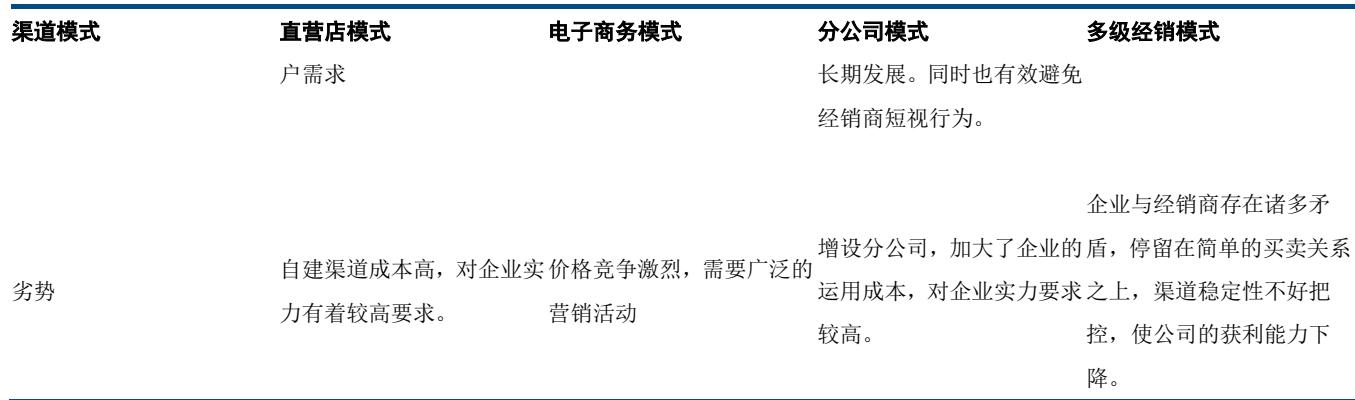 渠道模式 直营店模式 电子商务模式 分公司模式 多级经销模式
户需求 长期发展。同时也有效避免
经销商短视行为。
劣势
自建渠道成本高，对企业实
力有着较高要求。
价格竞争激烈，需要广泛的
营销活动
增设分公司，加大了企业的
运用成本，对企业实力要求
较高。
企业与经销商存在诸多矛
盾，停留在简单的买卖关系
之上，渠道稳定性不好把
控，使公司的获利能力下
降。